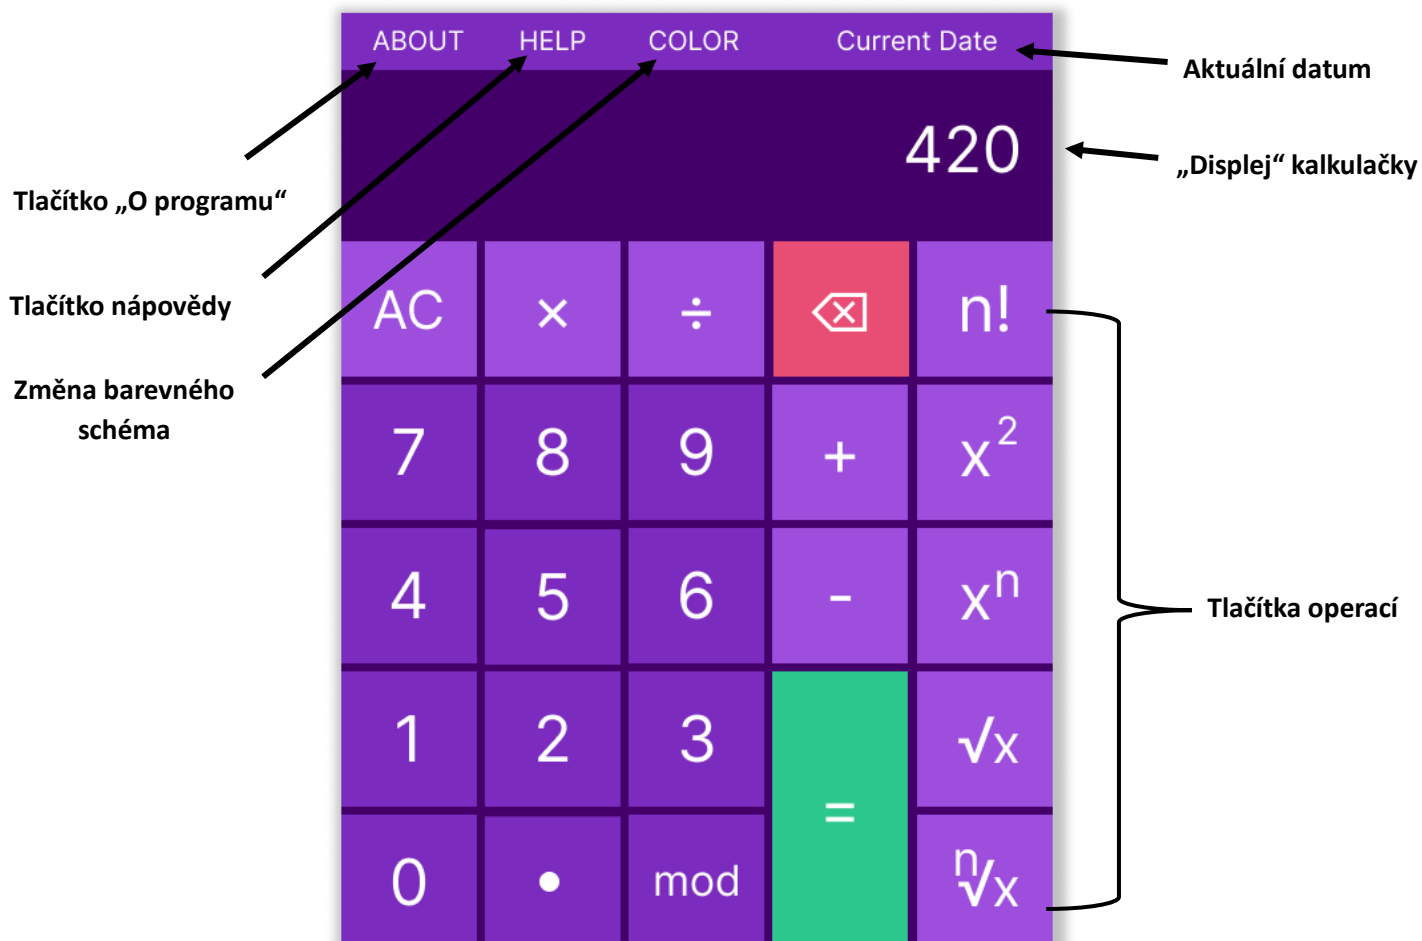 ABOUT HELP COLOR Current Date
Aktuální datum
420
„Displej“ kalkulačky
Tlačítko „O programu“
Tlačítko nápovědy
Změna barevného
schéma
AC × ÷ ⌫ n!
7 8 9 + x²
4 5 6 - xⁿ
Tlačítka operací
1 2 3 √x
=
0 • mod ⁿ√x